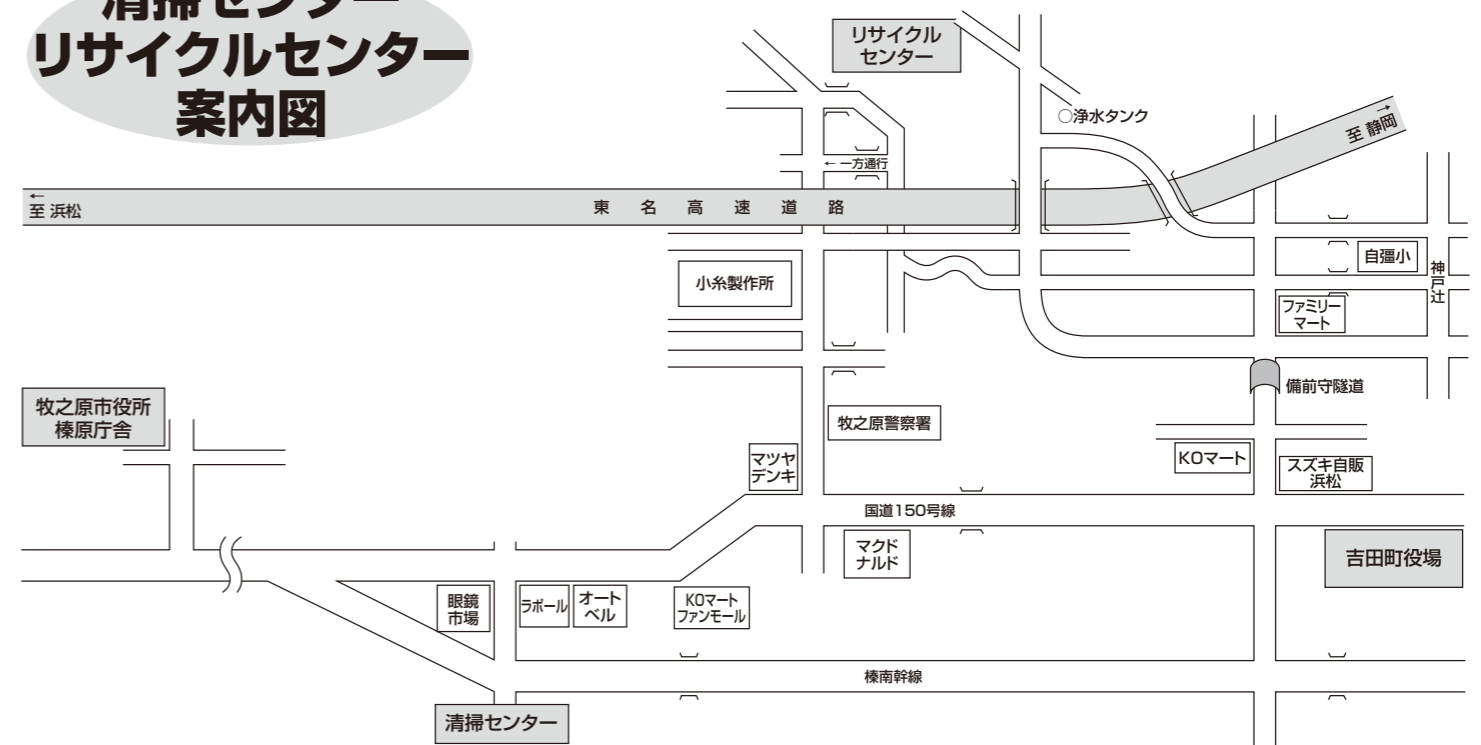 清掃センター
リサイクルセンター
案内図
リサイクル
センター
○浄水タンク
→
至 静岡
← 一方通行
←
至 浜松
東名高速道路
小糸製作所
自彊小
神戸辻
ファミリー
マート
備前守隧道
牧之原市役所
榛原庁舎
牧之原警察署
マツヤ
デンキ
KOマート
スズキ自販
浜松
国道150号線
マクド
ナルド
吉田町役場
眼鏡
市場
ラポール
オート
ベル
KOマート
ファンモール
榛南幹線
清掃センター